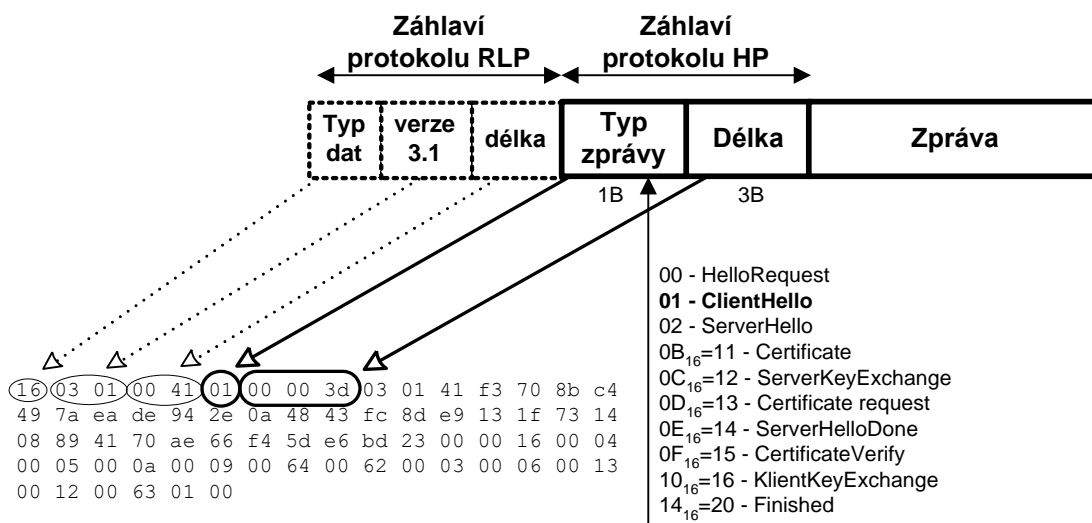 Záhlaví
protokolu RLP
Záhlaví
protokolu HP
Typ
dat
verze
3.1
délka
Typ
zprávy
Délka
Zpráva
1B
3B
00 - HelloRequest
01 - ClientHello
02 - ServerHello
0B16=11 - Certificate
0C16=12 - ServerKeyExchange
0D16=13 - Certificate request
0E16=14 - ServerHelloDone
0F16=15 - CertificateVerify
1016=16 - KlientKeyExchange
1416=20 - Finished
16 03 01 00 41 01 00 00 3d 03 01 41 f3 70 8b c4
49 7a ea de 94 2e 0a 48 43 fc 8d e9 13 1f 73 14
08 89 41 70 ae 66 f4 5d e6 bd 23 00 00 16 00 04
00 05 00 0a 00 09 00 64 00 62 00 03 00 06 00 13
00 12 00 63 01 00